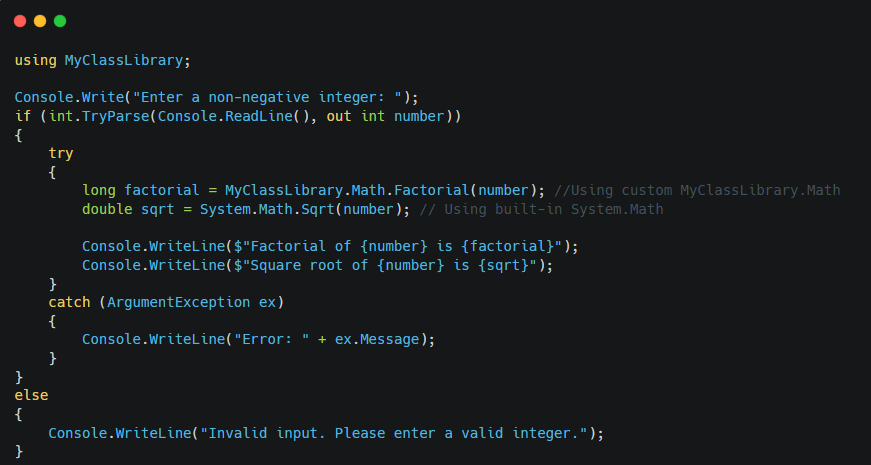 using MyClassLibrary;
Console.Write("Enter a non-negative integer: ");
if (int.TryParse(Console.ReadLine(), out int number))
{
    try
    {
        long factorial = MyClassLibrary.Math.Factorial(number); //Using custom MyClassLibrary.Math
        double sqrt = System.Math.Sqrt(number); // Using built-in System.Math
        Console.WriteLine($"Factorial of {number} is {factorial}");
        Console.WriteLine($"Square root of {number} is {sqrt}");
    }
    catch (ArgumentException ex)
    {
        Console.WriteLine("Error: " + ex.Message);
    }
}
else
{
    Console.WriteLine("Invalid input. Please enter a valid integer.");
}